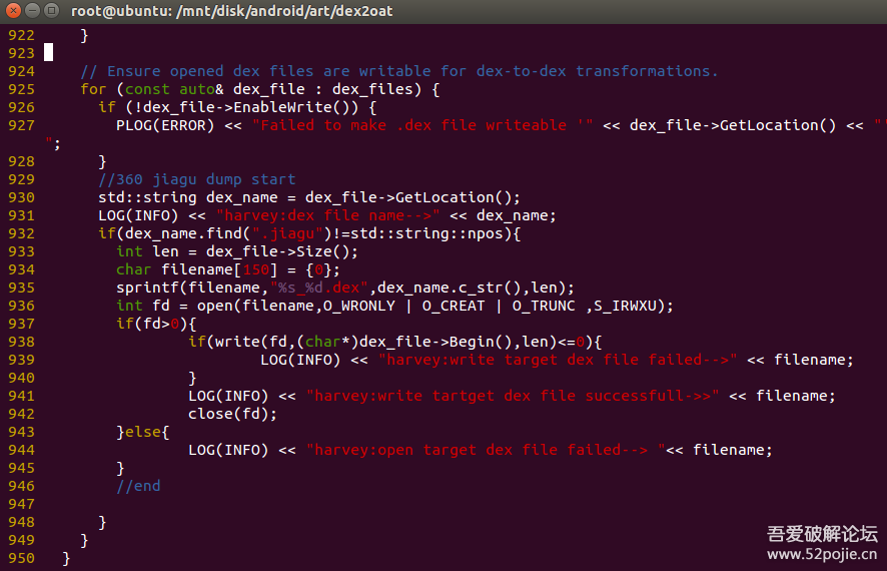 root@ubuntu: /mnt/disk/android/art/dex2oat
922     }
923
924     // Ensure opened dex files are writable for dex-to-dex transformations.
925     for (const auto& dex_file : dex_files) {
926       if (!dex_file->EnableWrite()) {
927         PLOG(ERROR) << "Failed to make .dex file writeable '" << dex_file->GetLocation() << "'
";
928       }
929       //360 jiagu dump start
930       std::string dex_name = dex_file->GetLocation();
931       LOG(INFO) << "harvey:dex file name-->" << dex_name;
932       if(dex_name.find(".jiagu")!=std::string::npos){
933         int len = dex_file->Size();
934         char filename[150] = {0};
935         sprintf(filename,"%s_%d.dex",dex_name.c_str(),len);
936         int fd = open(filename,O_WRONLY | O_CREAT | O_TRUNC ,S_IRWXU);
937         if(fd>0){
938                 if(write(fd,(char*)dex_file->Begin(),len)<=0){
939                         LOG(INFO) << "harvey:write target dex file failed-->" << filename;
940                 }
941                 LOG(INFO) << "harvey:write tartget dex file successfull->>" << filename;
942                 close(fd);
943         }else{
944                 LOG(INFO) << "harvey:open target dex file failed--> "<< filename;
945         }
946         //end
947
948       }
949     }
950   }
吾爱破解论坛
www.52pojie.cn